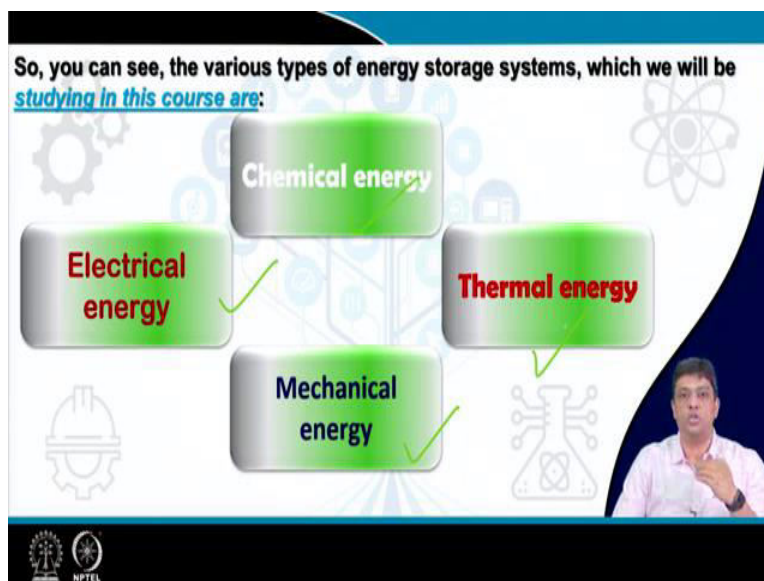 So, you can see, the various types of energy storage systems, which we will be
studying in this course are:
Chemical energy
Electrical
energy
Thermal energy
Mechanical
energy
NPTEL